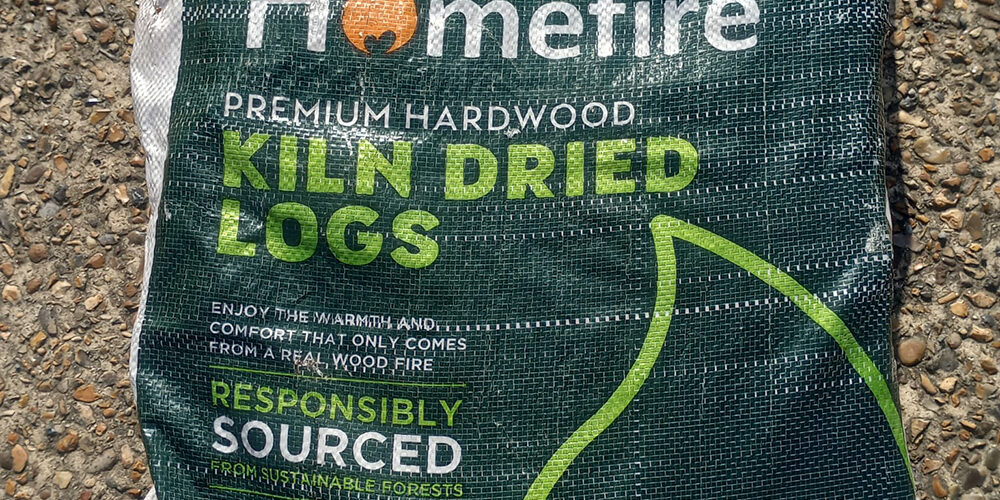 Homefire
PREMIUM HARDWOOD
KILN DRIED
LOGS
ENJOY THE WARMTH AND
COMFORT THAT ONLY COMES
FROM A REAL WOOD FIRE
RESPONSIBLY
SOURCED
FROM SUSTAINABLE FORESTS